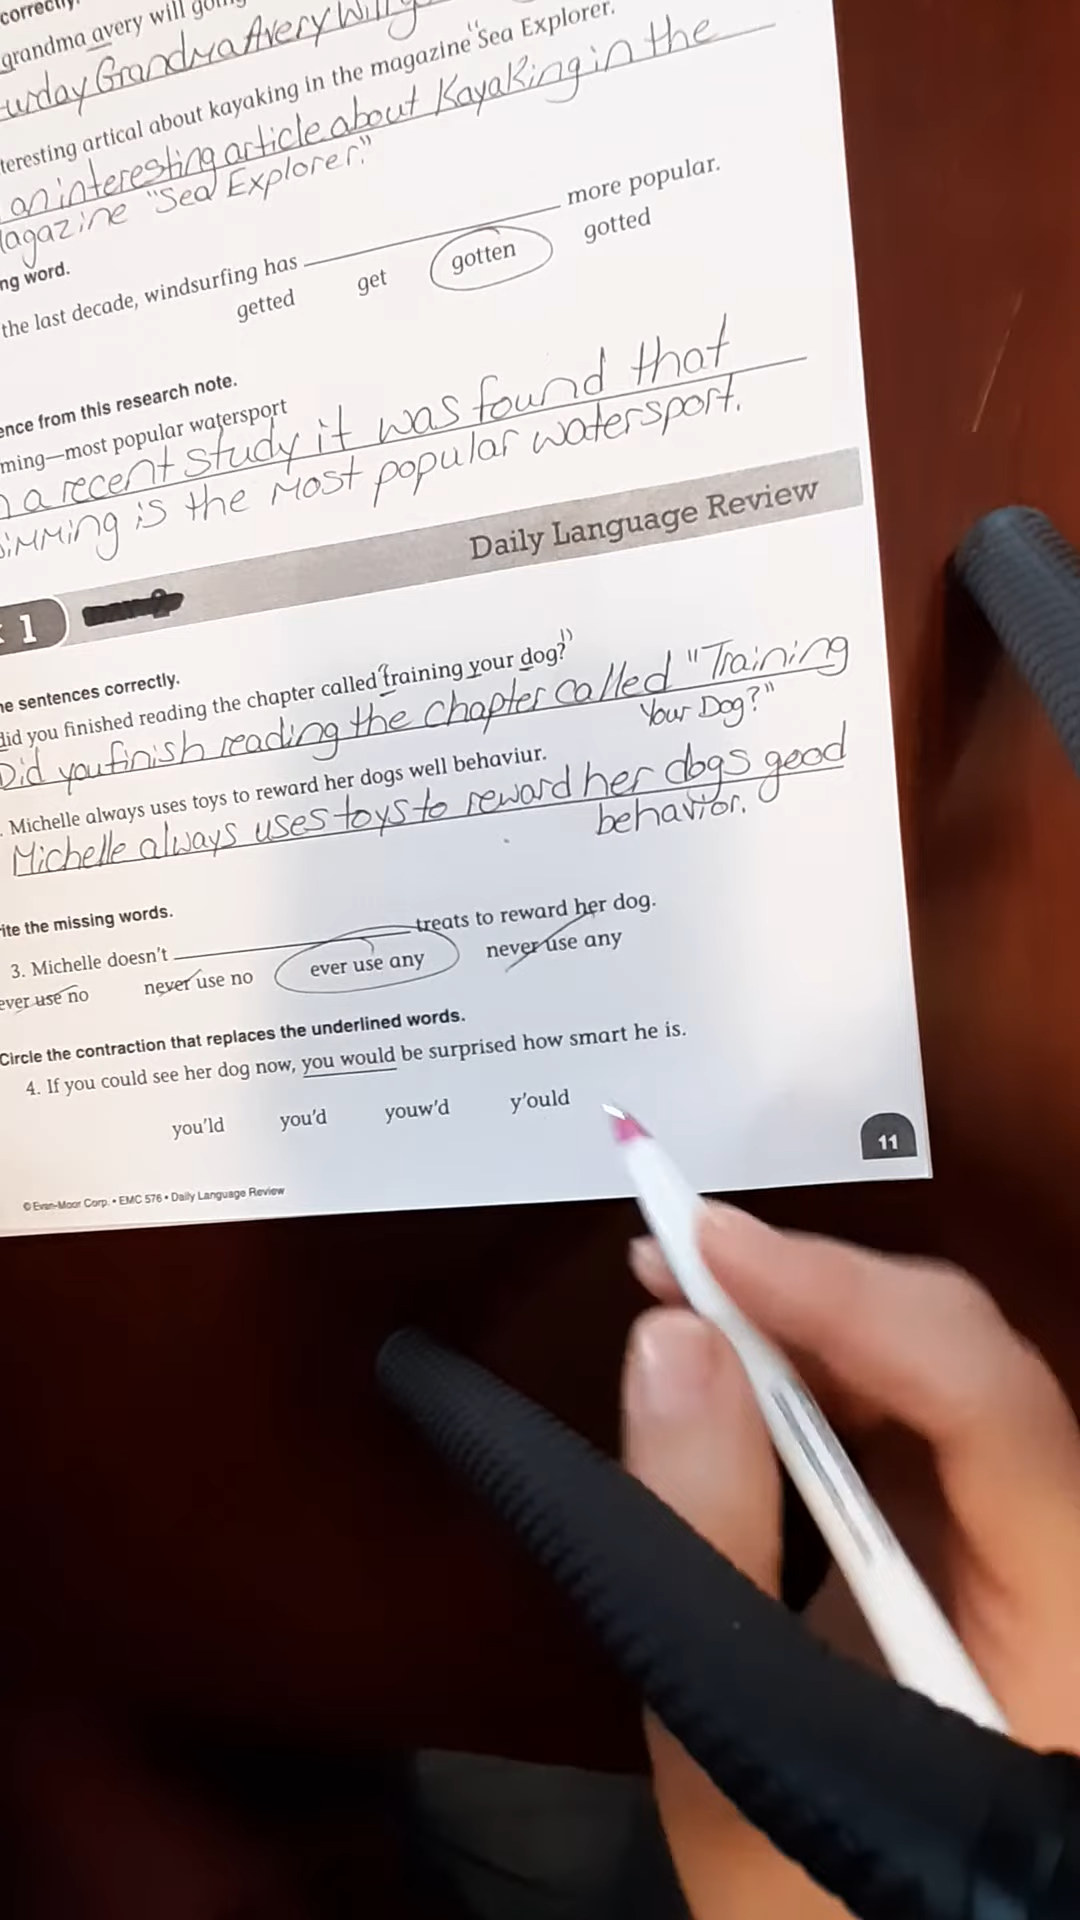 correctly.
grandma avery will going
urday Grandma Avery Will g
teresting artical about kayaking in the magazine "Sea Explorer.
an interesting article about Kayaking in the
Magazine "Sea Explorer."
ng word.
the last decade, windsurfing has ____ more popular.
getted get gotten gotted
ence from this research note.
ming—most popular watersport
a recent study it was found that
imming is the most popular watersport.
Daily Language Review
1
ne sentences correctly.
did you finished reading the chapter called "training your dog?"
Did you finish reading the chapter called "Training
Your Dog?"
. Michelle always uses toys to reward her dogs well behaviur.
Michelle always uses toys to reward her dogs good
behavior.
ite the missing words.
3. Michelle doesn't ____ treats to reward her dog.
ever use no never use no ever use any never use any
Circle the contraction that replaces the underlined words.
4. If you could see her dog now, you would be surprised how smart he is.
you'ld you'd youw'd y'ould
11
© Evan-Moor Corp. • EMC 576 • Daily Language Review